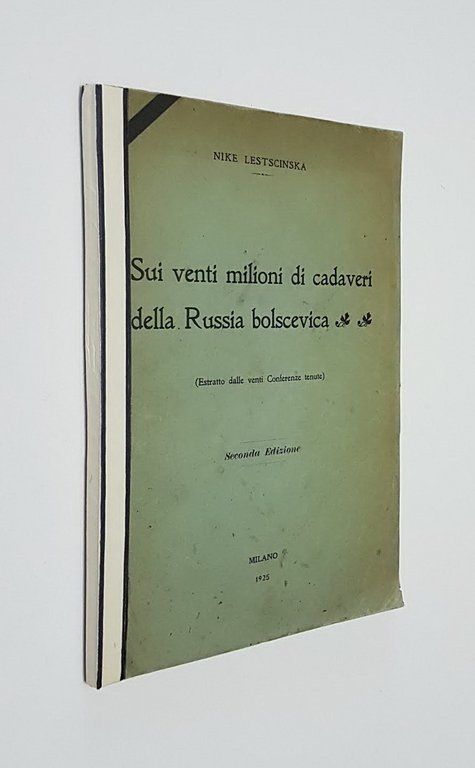 NIKE LESTSCINSKA
Sui venti milioni di cadaveri
della Russia bolscevica
(Estratto dalle venti Conferenze tenute)
Seconda Edizione
MILANO
1925